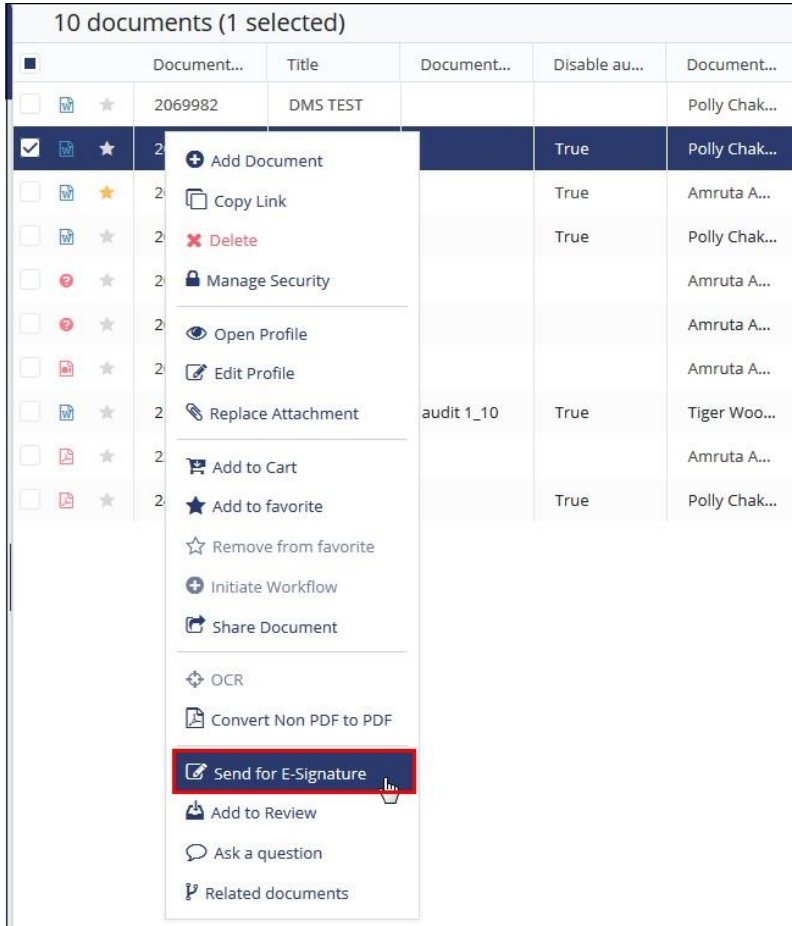 10 documents (1 selected)
Document... Title Document... Disable au... Document...
2069982 DMS TEST Polly Chak...
True Polly Chak...
True Amruta A...
True Polly Chak...
Amruta A...
Amruta A...
Amruta A...
audit 1_10 True Tiger Woo...
Amruta A...
True Polly Chak...
Add Document
Copy Link
Delete
Manage Security
Open Profile
Edit Profile
Replace Attachment
Add to Cart
Add to favorite
Remove from favorite
Initiate Workflow
Share Document
OCR
Convert Non PDF to PDF
Send for E-Signature
Add to Review
Ask a question
Related documents